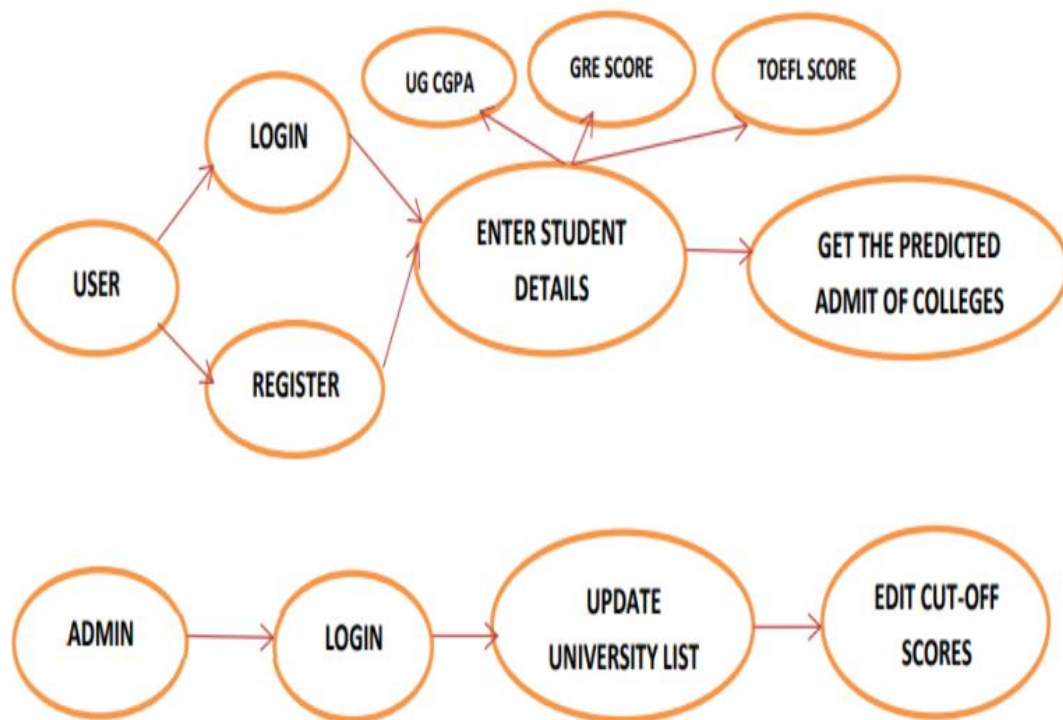 UG CGPA
GRE SCORE
TOEFL SCORE
LOGIN
ENTER STUDENT
DETAILS
GET THE PREDICTED
ADMIT OF COLLEGES
USER
REGISTER
ADMIN
LOGIN
UPDATE
UNIVERSITY LIST
EDIT CUT-OFF
SCORES